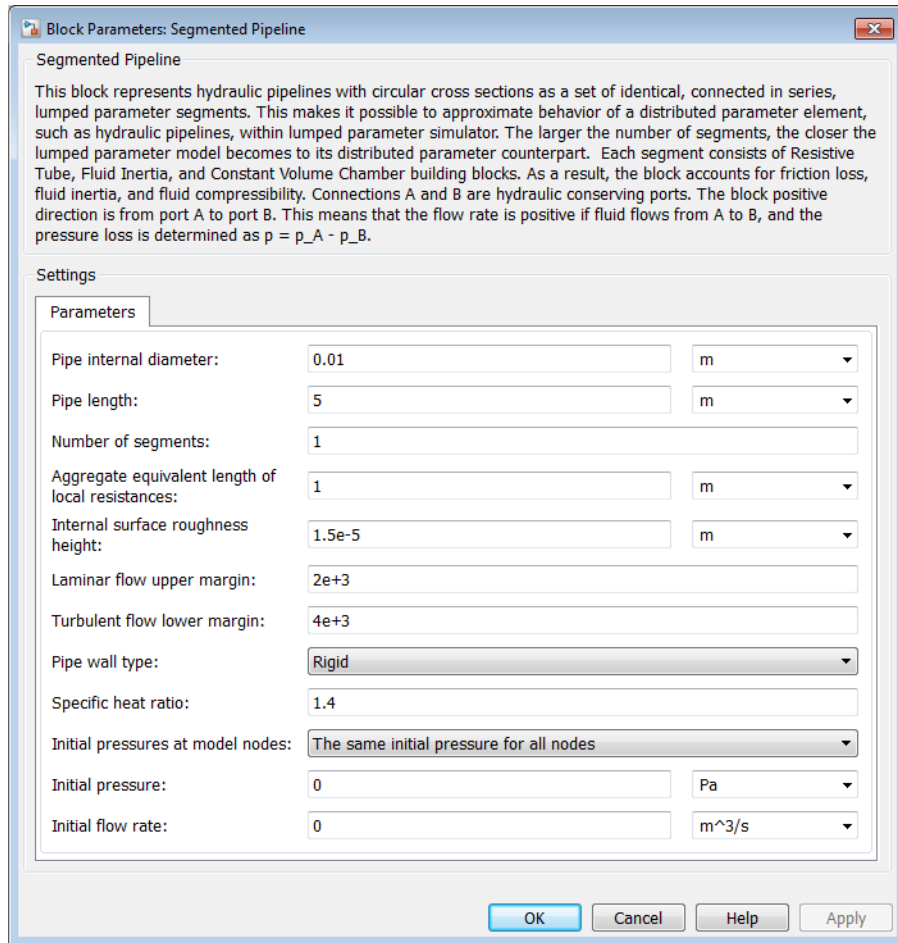 Block Parameters: Segmented Pipeline
Segmented Pipeline
This block represents hydraulic pipelines with circular cross sections as a set of identical, connected in series,
lumped parameter segments. This makes it possible to approximate behavior of a distributed parameter element,
such as hydraulic pipelines, within lumped parameter simulator. The larger the number of segments, the closer the
lumped parameter model becomes to its distributed parameter counterpart.  Each segment consists of Resistive
Tube, Fluid Inertia, and Constant Volume Chamber building blocks. As a result, the block accounts for friction loss,
fluid inertia, and fluid compressibility. Connections A and B are hydraulic conserving ports. The block positive
direction is from port A to port B. This means that the flow rate is positive if fluid flows from A to B, and the
pressure loss is determined as p = p_A - p_B.
Settings
Parameters
Pipe internal diameter: 0.01 m
Pipe length: 5 m
Number of segments: 1
Aggregate equivalent length of
local resistances: 1 m
Internal surface roughness
height: 1.5e-5 m
Laminar flow upper margin: 2e+3
Turbulent flow lower margin: 4e+3
Pipe wall type: Rigid
Specific heat ratio: 1.4
Initial pressures at model nodes: The same initial pressure for all nodes
Initial pressure: 0 Pa
Initial flow rate: 0 m^3/s
OK Cancel Help Apply